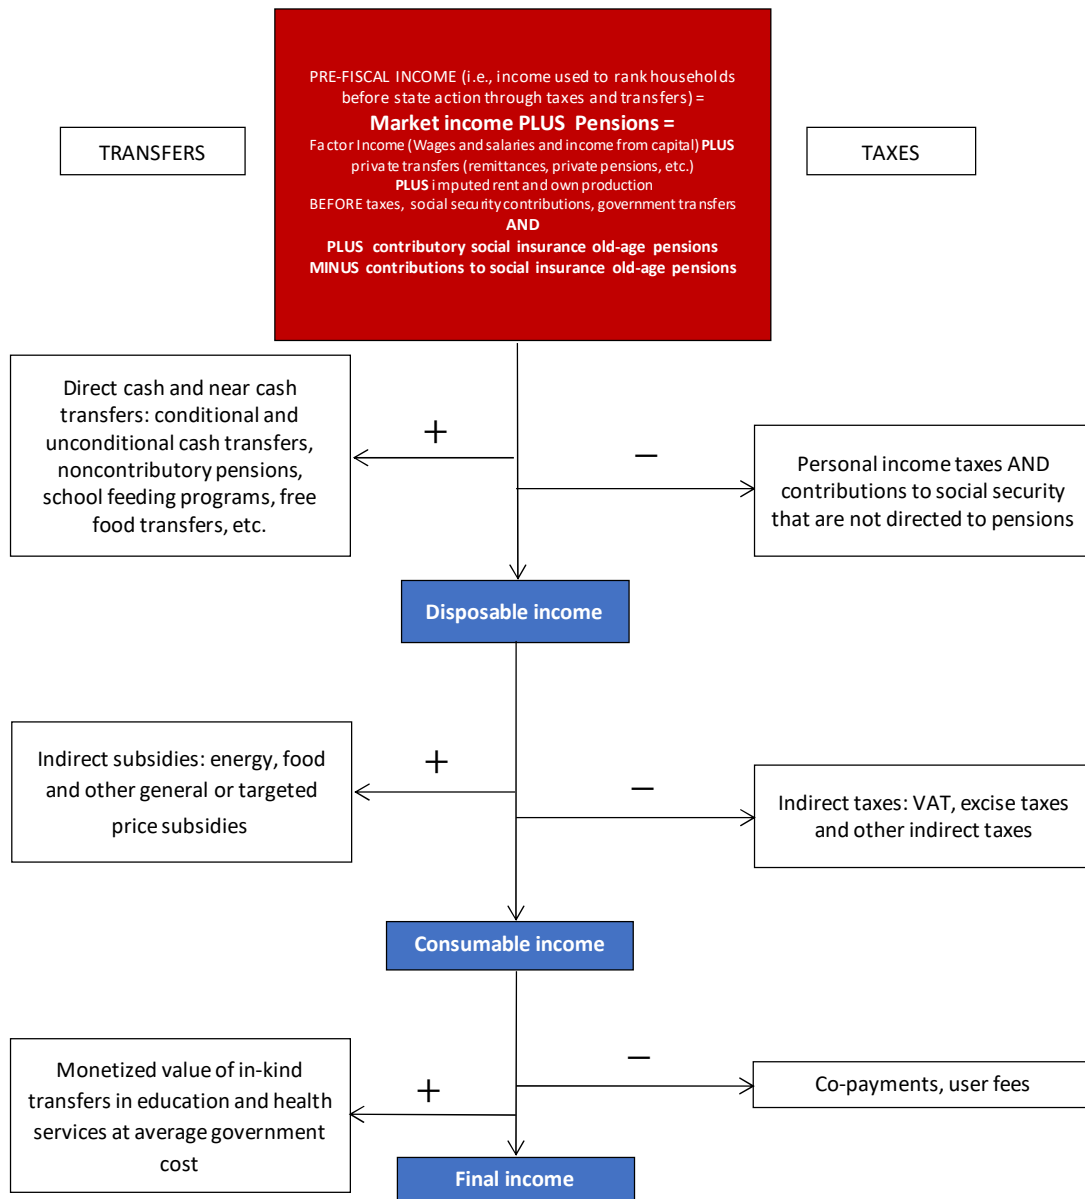 PRE-FISCAL INCOME (i.e., income used to rank households
before state action through taxes and transfers) =
Market income PLUS Pensions =
Factor Income (Wages and salaries and income from capital) PLUS
private transfers (remittances, private pensions, etc.)
PLUS imputed rent and own production
BEFORE taxes, social security contributions, government transfers
AND
PLUS contributory social insurance old-age pensions
MINUS contributions to social insurance old-age pensions
TRANSFERS
TAXES
Direct cash and near cash
transfers: conditional and
unconditional cash transfers,
noncontributory pensions,
school feeding programs, free
food transfers, etc.
+
−
Personal income taxes AND
contributions to social security
that are not directed to pensions
Disposable income
Indirect subsidies: energy, food
and other general or targeted
price subsidies
+
−
Indirect taxes: VAT, excise taxes
and other indirect taxes
Consumable income
Monetized value of in-kind
transfers in education and health
services at average government
cost
+
−
Co-payments, user fees
Final income